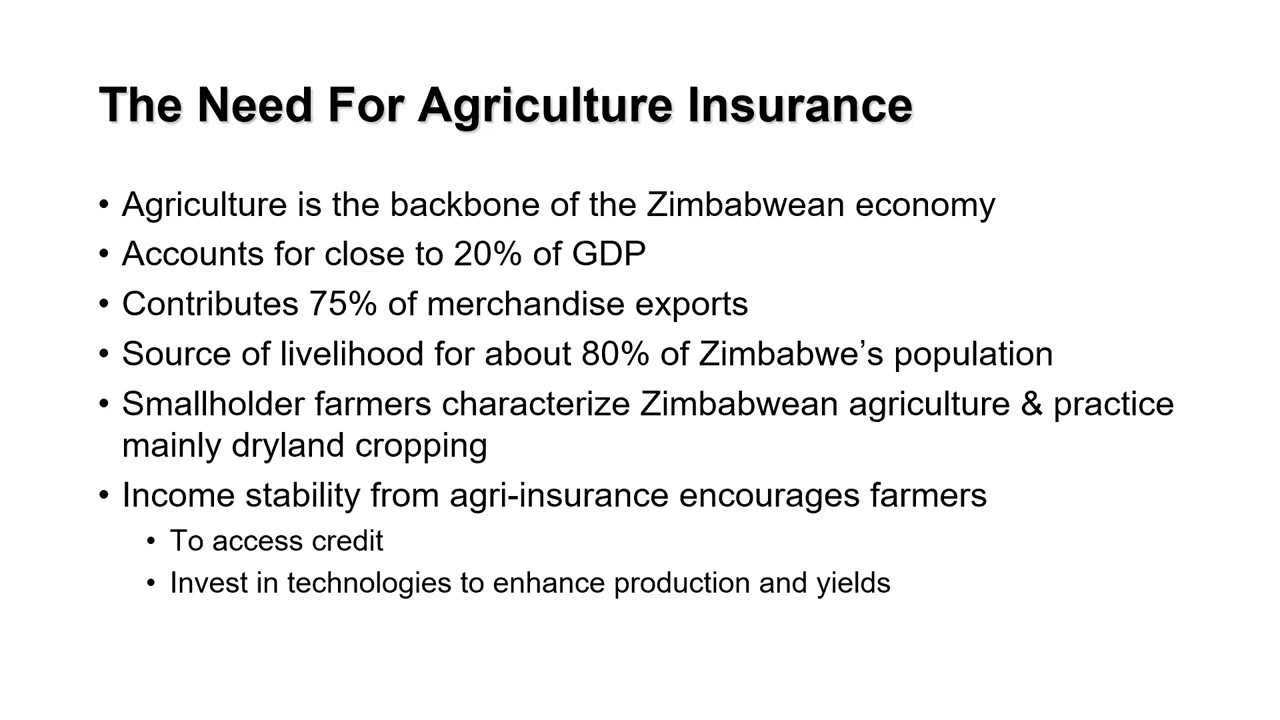 The Need For Agriculture Insurance
• Agriculture is the backbone of the Zimbabwean economy
• Accounts for close to 20% of GDP
• Contributes 75% of merchandise exports
• Source of livelihood for about 80% of Zimbabwe’s population
• Smallholder farmers characterize Zimbabwean agriculture & practice
mainly dryland cropping
• Income stability from agri-insurance encourages farmers
• To access credit
• Invest in technologies to enhance production and yields